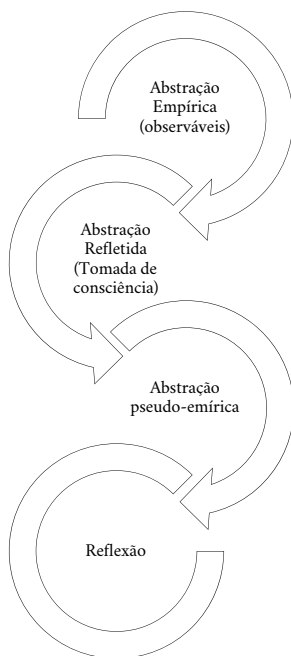 Abstração
Empírica
(observáveis)
Abstração
Refletida
(Tomada de
consciência)
Abstração
pseudo-emírica
Reflexão